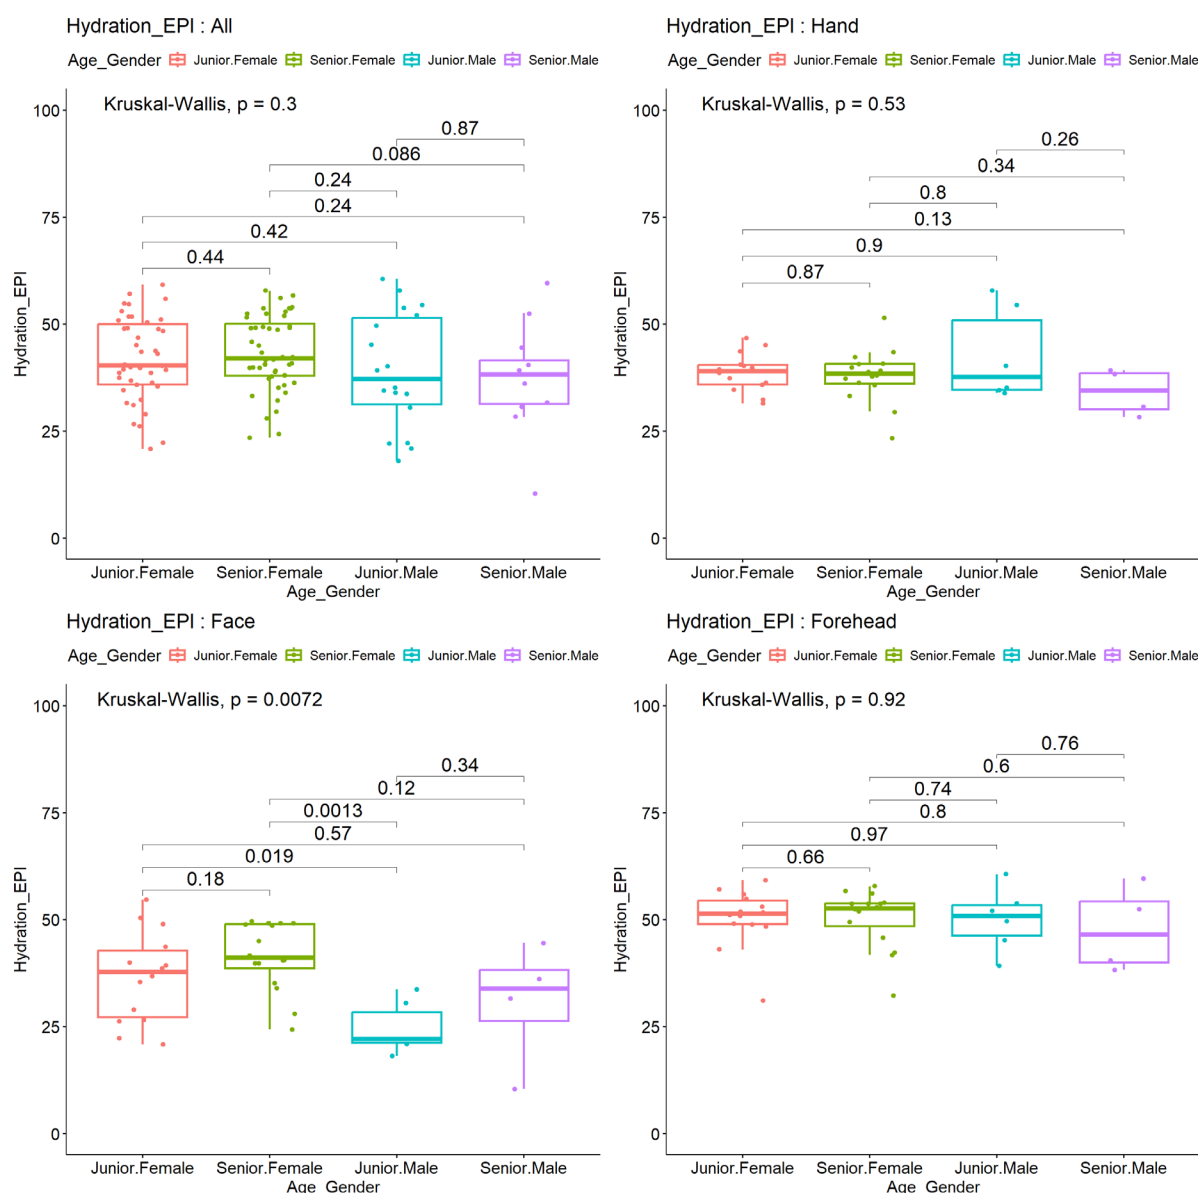 Hydration_EPI : All
Age_Gender Junior.Female Senior.Female Junior.Male Senior.Male
Kruskal-Wallis, p = 0.3
100
75
50
25
0
Hydration_EPI
0.87
0.086
0.24
0.24
0.42
0.44
Junior.Female Senior.Female Junior.Male Senior.Male
Age_Gender
Hydration_EPI : Hand
Age_Gender Junior.Female Senior.Female Junior.Male Senior.Male
Kruskal-Wallis, p = 0.53
100
75
50
25
0
Hydration_EPI
0.26
0.34
0.8
0.13
0.9
0.87
Junior.Female Senior.Female Junior.Male Senior.Male
Age_Gender
Hydration_EPI : Face
Age_Gender Junior.Female Senior.Female Junior.Male Senior.Male
Kruskal-Wallis, p = 0.0072
100
75
50
25
0
Hydration_EPI
0.34
0.12
0.0013
0.57
0.019
0.18
Junior.Female Senior.Female Junior.Male Senior.Male
Age_Gender
Hydration_EPI : Forehead
Age_Gender Junior.Female Senior.Female Junior.Male Senior.Male
Kruskal-Wallis, p = 0.92
100
75
50
25
0
Hydration_EPI
0.76
0.6
0.74
0.8
0.97
0.66
Junior.Female Senior.Female Junior.Male Senior.Male
Age_Gender